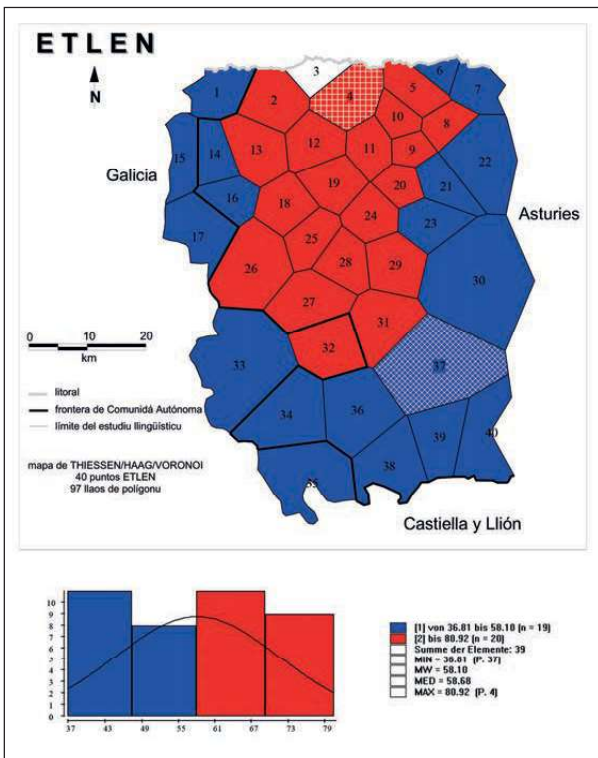 ETLEN
N
Galicia
Asturies
Castiella y Llión
1
2
3
4
5
6
7
8
9
10
11
12
13
14
15
16
17
18
19
20
21
22
23
24
25
26
27
28
29
30
31
32
33
34
35
36
37
38
39
40
0 10 20
km
litoral
frontera de Comunidá Autónoma
límite del estudiu llingüísticu
mapa de THIESSEN/HAAG/VORONOI
40 puntos ETLEN
97 llaos de polígonu
10
9
8
7
6
5
4
3
2
1
0
37 43 49 55 61 67 73 79
[1] von 36.81 bis 58.10 (n = 19)
[2] bis 80.92 (n = 20)
Summe der Elemente: 39
MIN = 36.81 (P. 37)
MW = 58.10
MED = 58.68
MAX = 80.92 (P. 4)